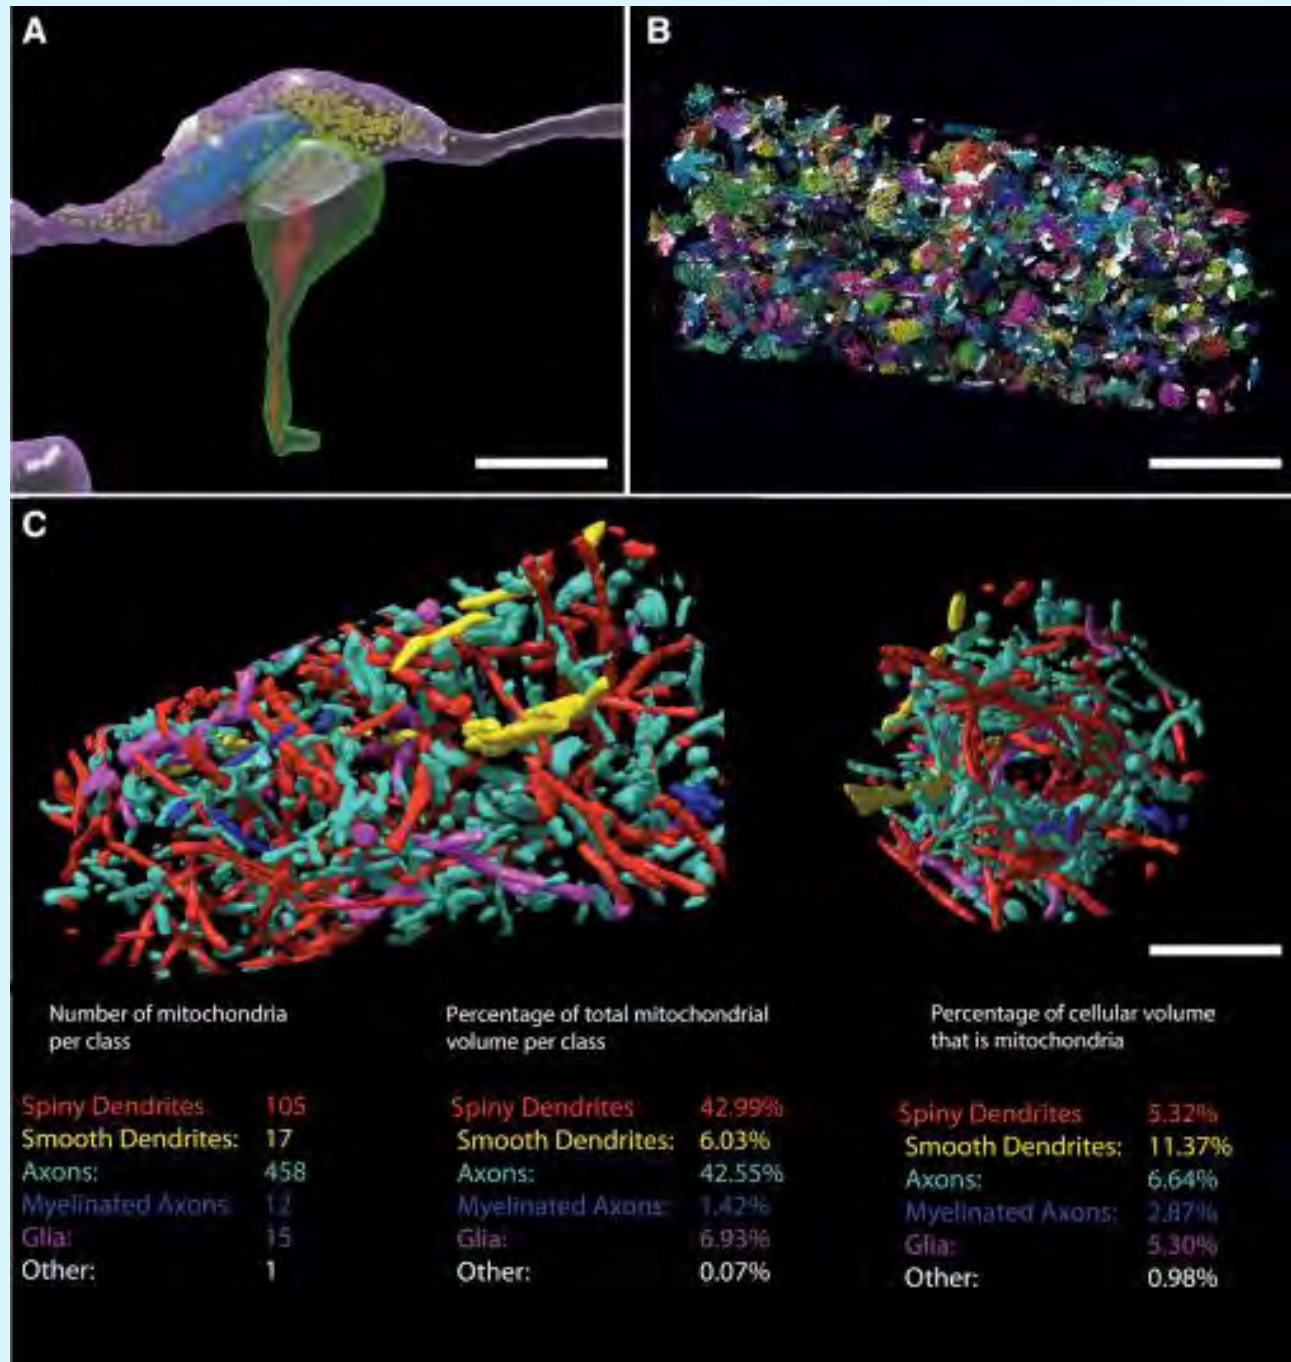 A
B
C
Number of mitochondria
per class
Percentage of total mitochondrial
volume per class
Percentage of cellular volume
that is mitochondria
Spiny Dendrites 105
Smooth Dendrites: 17
Axons: 458
Myelinated Axons: 12
Glia: 15
Other: 1
Spiny Dendrites 42.99%
Smooth Dendrites: 6.03%
Axons: 42.55%
Myelinated Axons: 1.42%
Glia: 6.93%
Other: 0.07%
Spiny Dendrites 5.32%
Smooth Dendrites: 11.37%
Axons: 6.64%
Myelinated Axons: 2.87%
Glia: 5.30%
Other: 0.98%